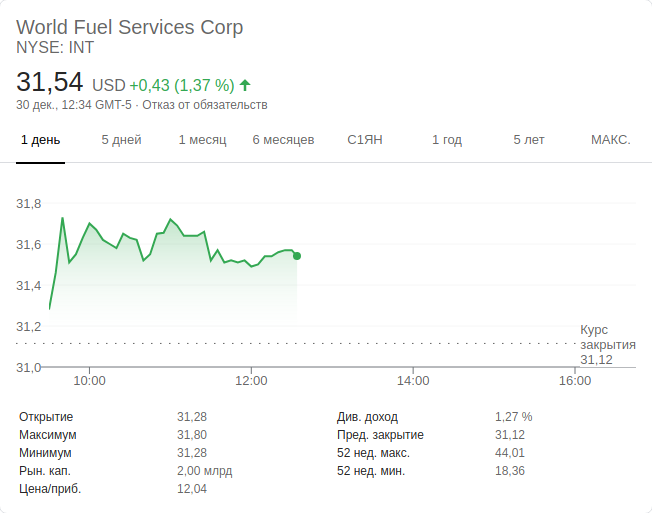 World Fuel Services Corp
NYSE: INT
31,54 USD +0,43 (1,37 %)
30 дек., 12:34 GMT-5 · Отказ от обязательств
1 день 5 дней 1 месяц 6 месяцев С1ЯН 1 год 5 лет МАКС.
31,8
31,6
31,4
31,2
31,0
Курс
закрытия
31,12
10:00 12:00 14:00 16:00
Открытие 31,28 Див. доход 1,27 %
Максимум 31,80 Пред. закрытие 31,12
Минимум 31,28 52 нед. макс. 44,01
Рын. кап. 2,00 млрд 52 нед. мин. 18,36
Цена/приб. 12,04